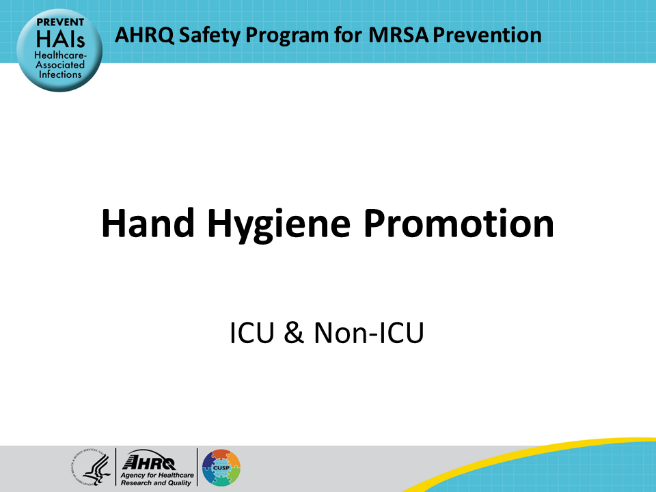 PREVENT
HAIs
Healthcare-
Associated
Infections
AHRQ Safety Program for MRSA Prevention
Hand Hygiene Promotion
ICU & Non-ICU
AHRQ
Agency for Healthcare
Research and Quality
CUSP